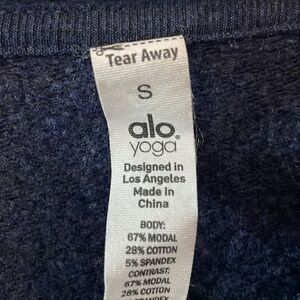 Tear Away
S
alo
yoga
Designed in
Los Angeles
Made in
China
BODY:
67% MODAL
28% COTTON
5% SPANDEX
CONTRAST:
67% MODAL
28% COTTON
SPANDEX